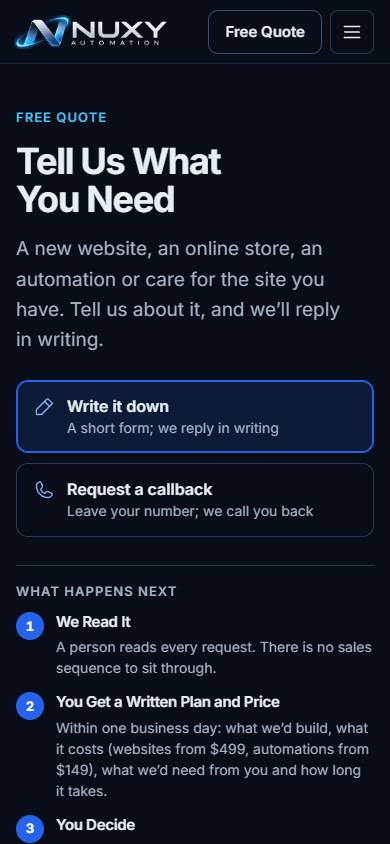 NUXY
AUTOMATION
Free Quote
FREE QUOTE
Tell Us What
You Need
A new website, an online store, an
automation or care for the site you
have. Tell us about it, and we’ll reply
in writing.
Write it down
A short form; we reply in writing
Request a callback
Leave your number; we call you back
WHAT HAPPENS NEXT
1 We Read It
A person reads every request. There is no sales
sequence to sit through.
2 You Get a Written Plan and Price
Within one business day: what we’d build, what
it costs (websites from $499, automations from
$149), what we’d need from you and how long
it takes.
3 You Decide